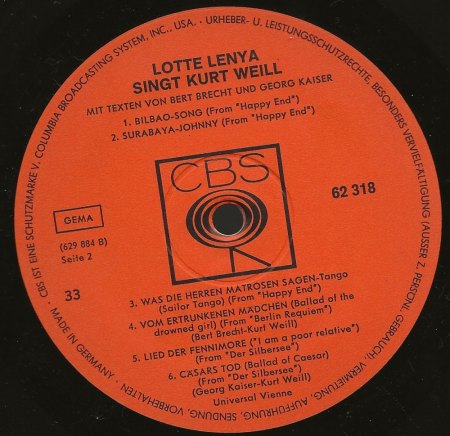 CBS IST EINE SCHUTZMARKE V. COLUMBIA BROADCASTING SYSTEM, INC., USA. · URHEBER- U. LEISTUNGSSCHUTZRECHTE, BESONDERS VERVIELFÄLTIGUNG (AUSSER Z. PERSÖNL. GEBRAUCH), VERMIETUNG, AUFFÜHRUNG, SENDUNG, VORBEHALTEN · MADE IN GERMANY ·
LOTTE LENYA
SINGT KURT WEILL
MIT TEXTEN VON BERT BRECHT UND GEORG KAISER
1. BILBAO-SONG (From "Happy End")
2. SURABAYA-JOHNNY (From "Happy End")
CBS
GEMA
(629 884 B)
Seite 2
33
62 318
3. WAS DIE HERREN MATROSEN SAGEN-Tango
(Sailor Tango) (From "Happy End")
4. VOM ERTRUNKENEN MÄDCHEN (Ballad of the
drowned girl) (From "Berlin Requiem")
(Bert Brecht-Kurt Weill)
5. LIED DER FENNIMORE ("I am a poor relative")
(From "Der Silbersee")
6. CÄSARS TOD (Ballad of Caesar)
(From "Der Silbersee")
(Georg Kaiser-Kurt Weill)
Universal Vienne